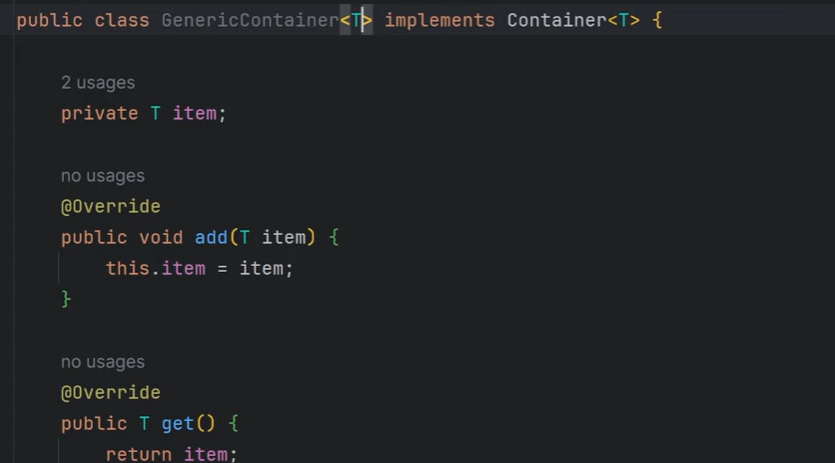 public class GenericContainer<T> implements Container<T> {
2 usages
private T item;
no usages
@Override
public void add(T item) {
this.item = item;
}
no usages
@Override
public T get() {
return item;